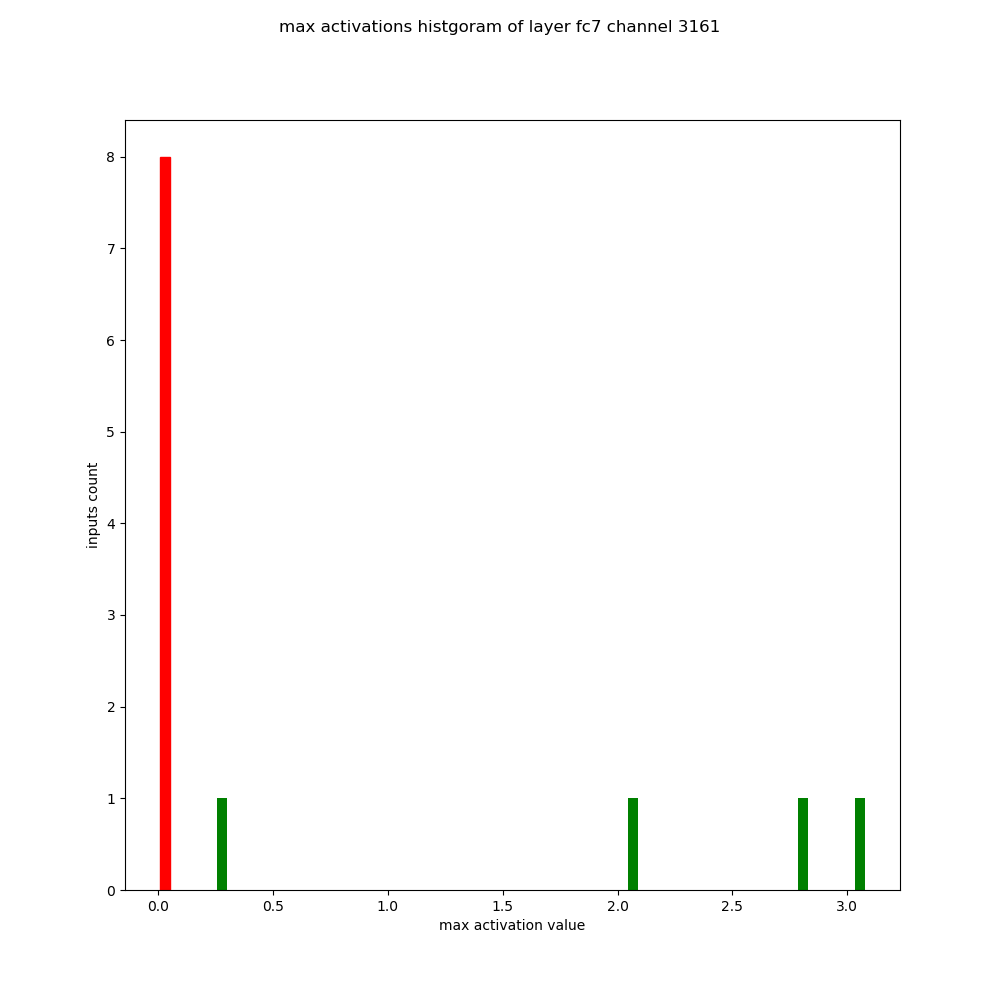 max activations histgoram of layer fc7 channel 3161
8
7
6
5
4
3
2
1
0
inputs count
0.0 0.5 1.0 1.5 2.0 2.5 3.0
max activation value